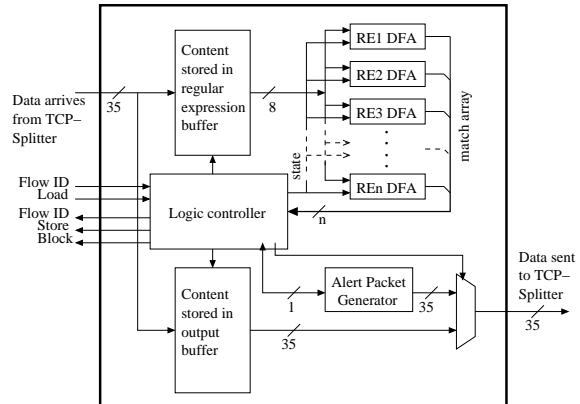 Data arrives
from TCP–
Splitter
35
Content
stored in
regular
expression
buffer
8
RE1 DFA
RE2 DFA
RE3 DFA
REn DFA
state
match array
n
Flow ID
Load
Flow ID
Store
Block
Logic controller
Content
stored in
output
buffer
1
Alert Packet
Generator
35
35
Data sent
to TCP–
Splitter
35